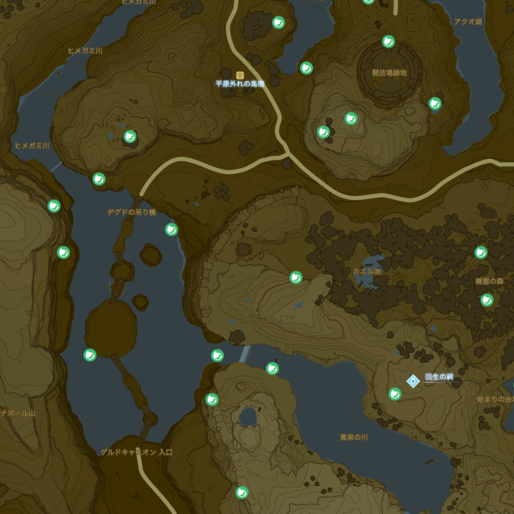 ヒメガミ川
アクオ湖
ヒメガミ川
闘技場跡地
平原外れの馬宿
ヒメガミ川
デグドの吊り橋
カエル池
精霊の森
回生の祠
始まりの台地
ナボール山
黄泉の川
ゲルドキャニオン 入口